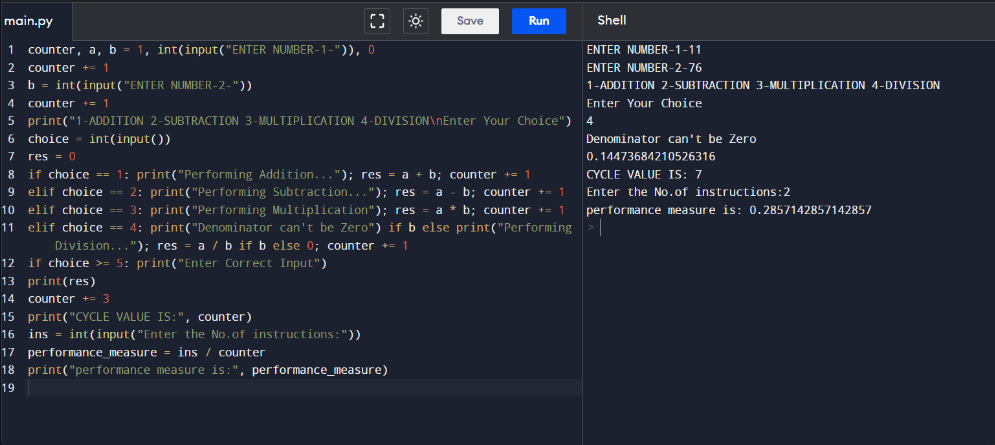 main.py
Save
Run
Shell
1 counter, a, b = 1, int(input("ENTER NUMBER-1-")), 0
2 counter += 1
3 b = int(input("ENTER NUMBER-2-"))
4 counter += 1
5 print("1-ADDITION 2-SUBTRACTION 3-MULTIPLICATION 4-DIVISION\nEnter Your Choice")
6 choice = int(input())
7 res = 0
8 if choice == 1: print("Performing Addition..."); res = a + b; counter += 1
9 elif choice == 2: print("Performing Subtraction..."); res = a - b; counter += 1
10 elif choice == 3: print("Performing Multiplication"); res = a * b; counter += 1
11 elif choice == 4: print("Denominator can't be Zero") if b else print("Performing
Division..."); res = a / b if b else 0; counter += 1
12 if choice >= 5: print("Enter Correct Input")
13 print(res)
14 counter += 3
15 print("CYCLE VALUE IS:", counter)
16 ins = int(input("Enter the No.of instructions:"))
17 performance_measure = ins / counter
18 print("performance measure is:", performance_measure)
19
ENTER NUMBER-1-11
ENTER NUMBER-2-76
1-ADDITION 2-SUBTRACTION 3-MULTIPLICATION 4-DIVISION
Enter Your Choice
4
Denominator can't be Zero
0.14473684210526316
CYCLE VALUE IS: 7
Enter the No.of instructions:2
performance measure is: 0.2857142857142857
>